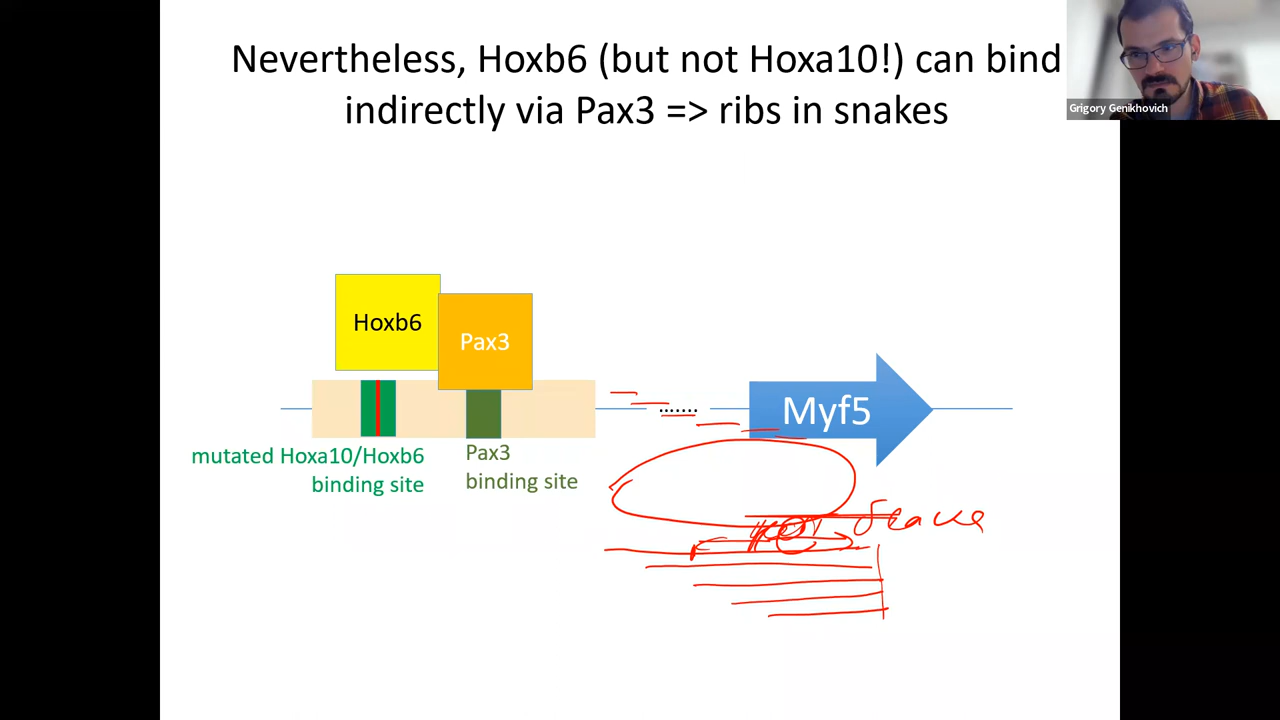 Nevertheless, Hoxb6 (but not Hoxa10!) can bind
indirectly via Pax3 => ribs in snakes
Grigory Genikhovich
Hoxb6
Pax3
.......
Myf5
mutated Hoxa10/Hoxb6
binding site
Pax3
binding site